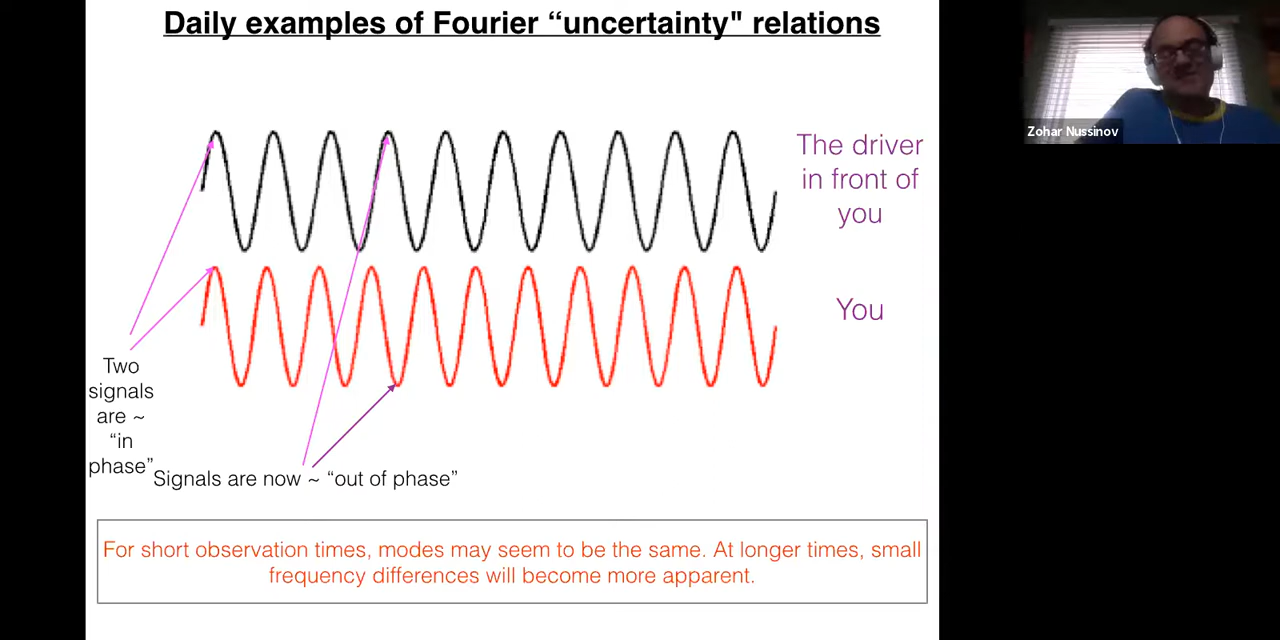 Daily examples of Fourier “uncertainty" relations
Zohar Nussinov
The driver
in front of
you
You
Two
signals
are ~
“in
phase”
Signals are now ~ “out of phase”
For short observation times, modes may seem to be the same. At longer times, small
frequency differences will become more apparent.